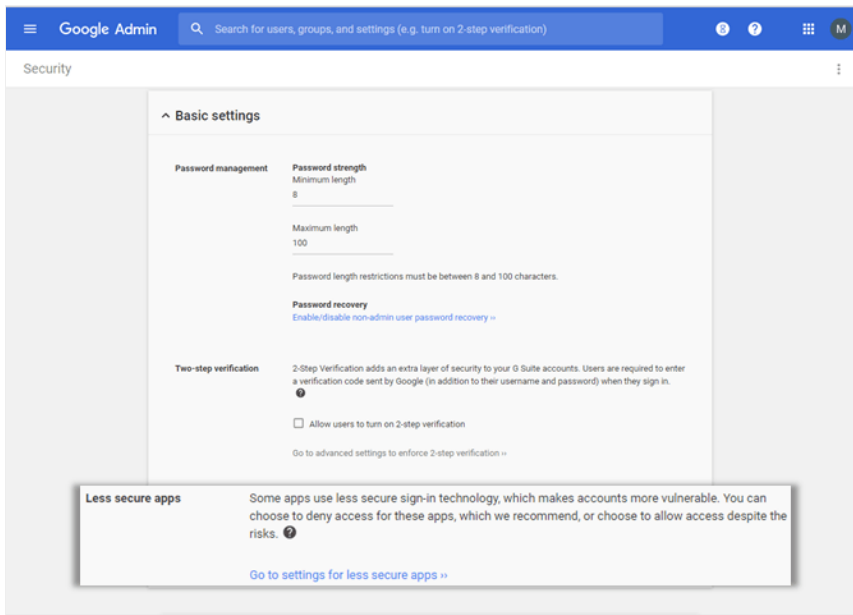 Google Admin
Search for users, groups, and settings (e.g. turn on 2-step verification)
8
?
M
Security
Basic settings
Password management
Password strength
Minimum length
8
Maximum length
100
Password length restrictions must be between 8 and 100 characters.
Password recovery
Enable/disable non-admin user password recovery »
Two-step verification
2-Step Verification adds an extra layer of security to your G Suite accounts. Users are required to enter
a verification code sent by Google (in addition to their username and password) when they sign in.
?
Allow users to turn on 2-step verification
Go to advanced settings to enforce 2-step verification »
Less secure apps
Some apps use less secure sign-in technology, which makes accounts more vulnerable. You can
choose to deny access for these apps, which we recommend, or choose to allow access despite the
risks. ?
Go to settings for less secure apps »